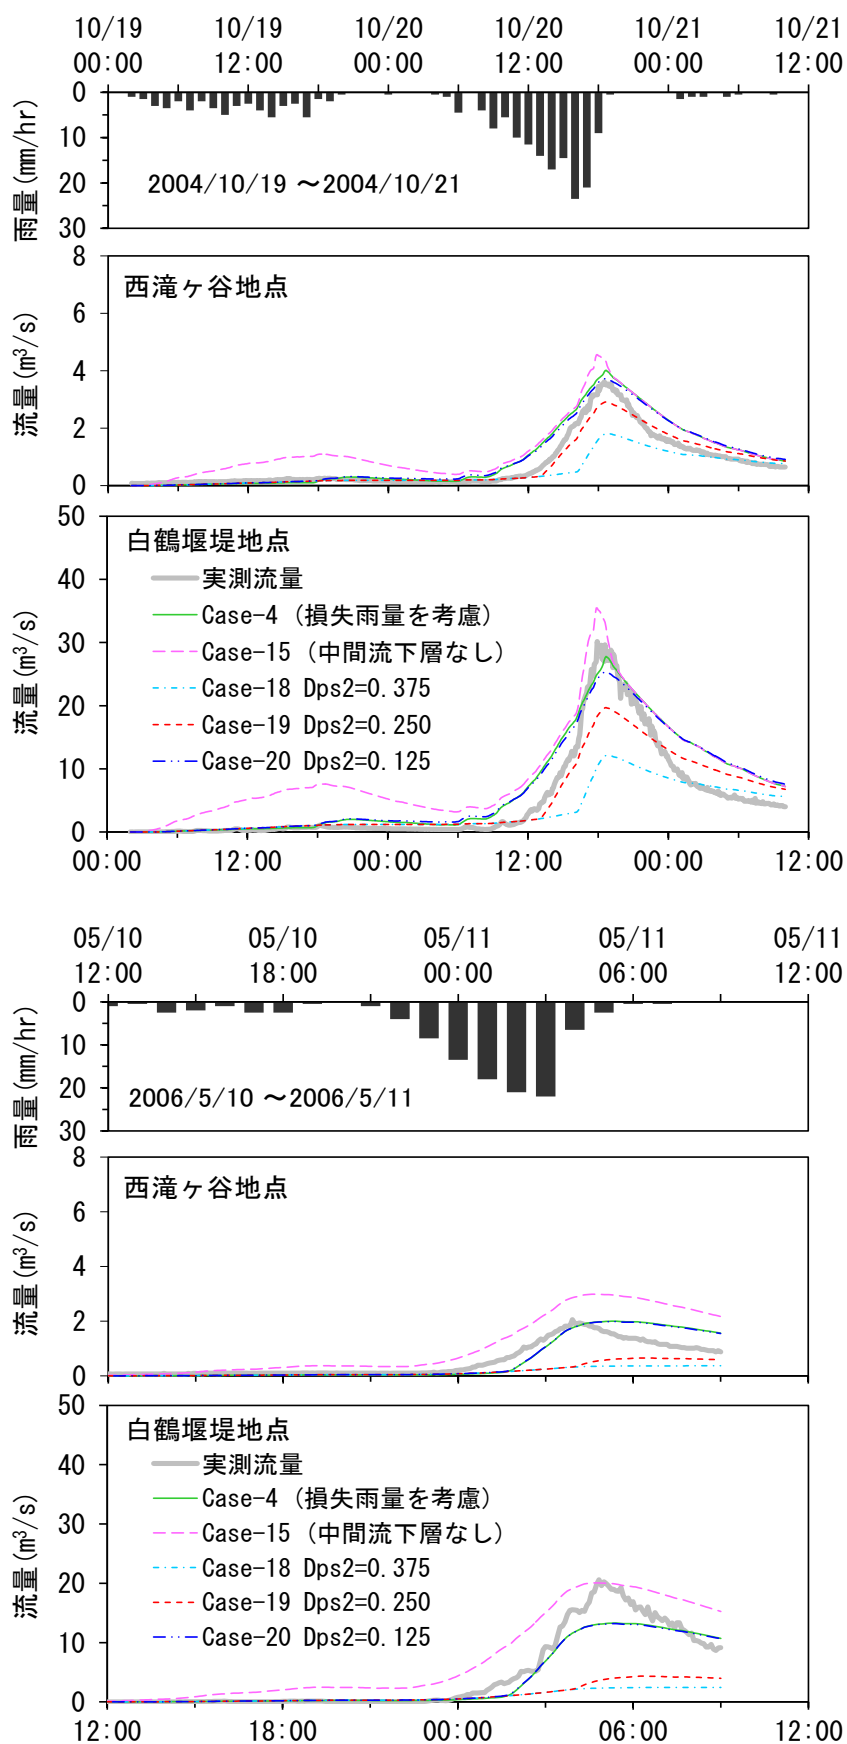 10/19 10/19 10/20 10/20 10/21 10/21
00:00 12:00 00:00 12:00 00:00 12:00
雨量(mm/hr)
0
10
20
30
2004/10/19 ～2004/10/21
流量(m³/s)
8
6
4
2
0
西滝ヶ谷地点
流量(m³/s)
50
40
30
20
10
0
白鶴堰堤地点
実測流量
Case-4 (損失雨量を考慮)
Case-15 (中間流下層なし)
Case-18 Dps2=0.375
Case-19 Dps2=0.250
Case-20 Dps2=0.125
00:00 12:00 00:00 12:00 00:00 12:00
05/10 05/10 05/11 05/11 05/11
12:00 18:00 00:00 06:00 12:00
雨量(mm/hr)
0
10
20
30
2006/5/10 ～2006/5/11
流量(m³/s)
8
6
4
2
0
西滝ヶ谷地点
流量(m³/s)
50
40
30
20
10
0
白鶴堰堤地点
実測流量
Case-4 (損失雨量を考慮)
Case-15 (中間流下層なし)
Case-18 Dps2=0.375
Case-19 Dps2=0.250
Case-20 Dps2=0.125
12:00 18:00 00:00 06:00 12:00